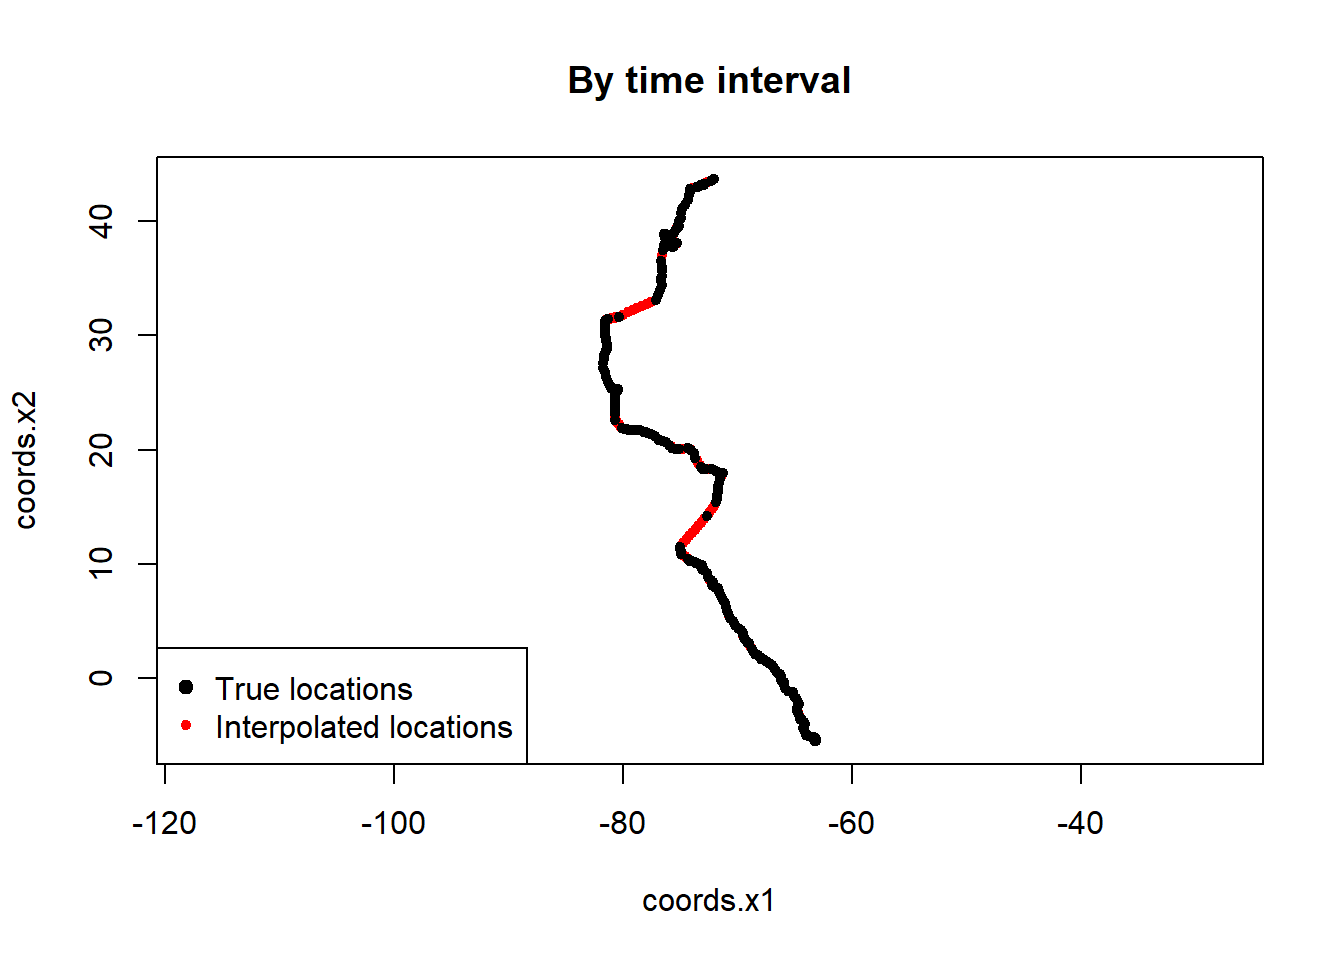 By time interval
coords.x2
40
30
20
10
0
True locations
Interpolated locations
-120 -100 -80 -60 -40
coords.x1